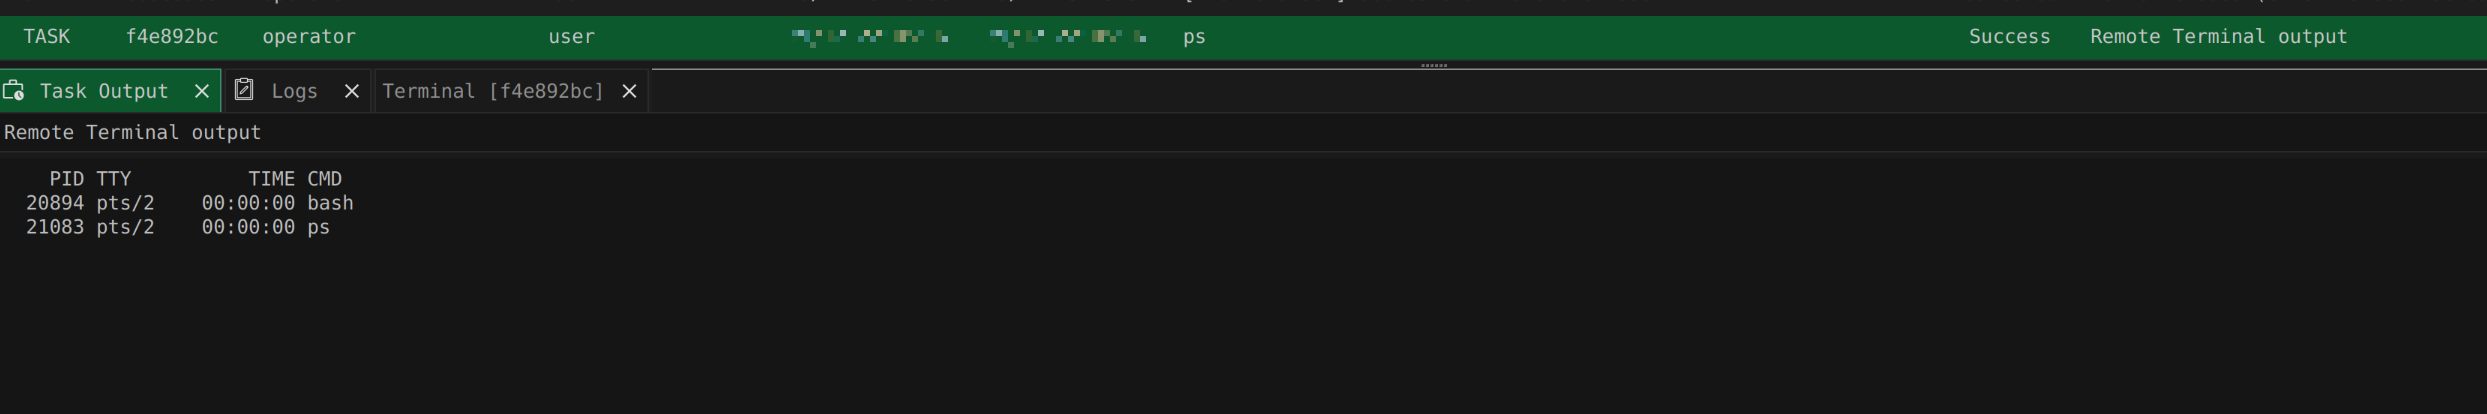 TASK f4e892bc operator user ps Success Remote Terminal output
Task Output Logs Terminal [f4e892bc]
Remote Terminal output
PID TTY TIME CMD
20894 pts/2 00:00:00 bash
21083 pts/2 00:00:00 ps